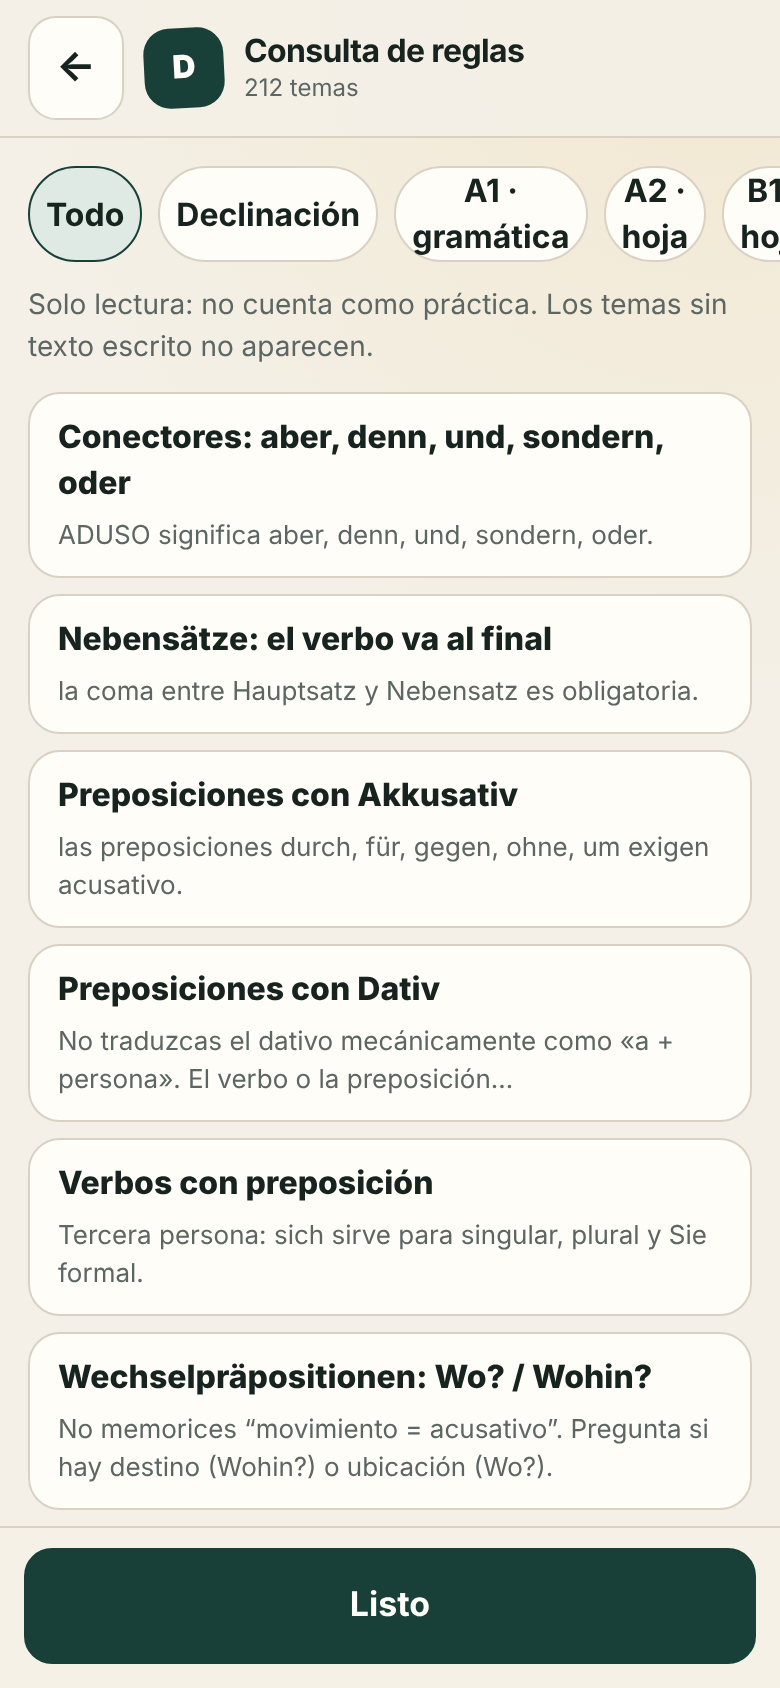 D
Consulta de reglas
212 temas
Todo
Declinación
A1 ·
gramática
A2 ·
hoja
B1
Solo lectura: no cuenta como práctica. Los temas sin
texto escrito no aparecen.
Conectores: aber, denn, und, sondern,
oder
ADUSO significa aber, denn, und, sondern, oder.
Nebensätze: el verbo va al final
la coma entre Hauptsatz y Nebensatz es obligatoria.
Preposiciones con Akkusativ
las preposiciones durch, für, gegen, ohne, um exigen
acusativo.
Preposiciones con Dativ
No traduzcas el dativo mecánicamente como «a +
persona». El verbo o la preposición...
Verbos con preposición
Tercera persona: sich sirve para singular, plural y Sie
formal.
Wechselpräpositionen: Wo? / Wohin?
No memorices “movimiento = acusativo”. Pregunta si
hay destino (Wohin?) o ubicación (Wo?).
Listo